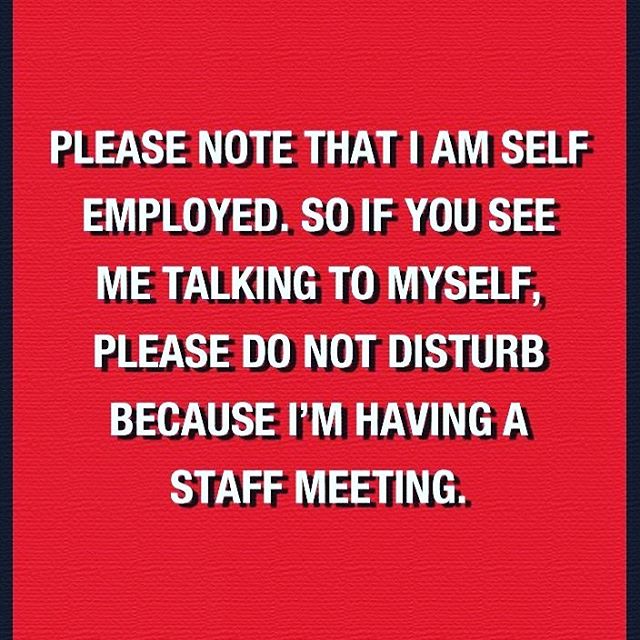 PLEASE NOTE THAT I AM SELF
EMPLOYED. SO IF YOU SEE
ME TALKING TO MYSELF,
PLEASE DO NOT DISTURB
BECAUSE I'M HAVING A
STAFF MEETING.